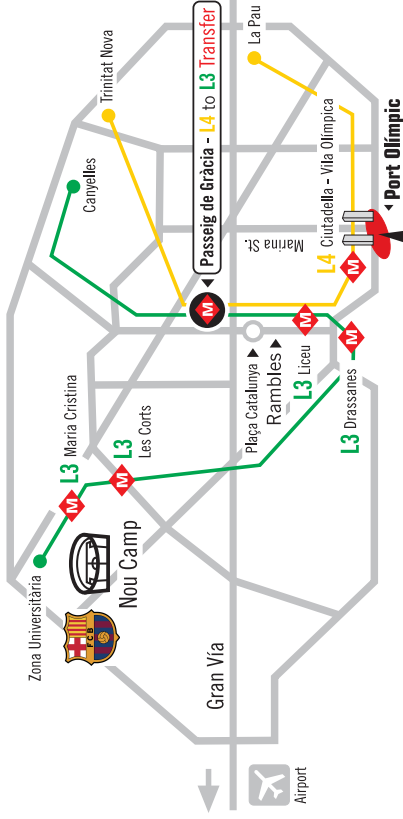 Zona Universitària
L3 Maria Cristina
L3
Les Corts
Nou Camp
FCB
Canyelles
Trinitat Nova
Passeig de Gràcia - L4 to L3 Transfer
La Pau
Marina St.
L4 Ciutadella - Vila Olímpica
Port Olímpic
Plaça Catalunya
Rambles
L3 Liceu
L3 Drassanes
Gran Vía
Airport
M
M
M
M
M
M